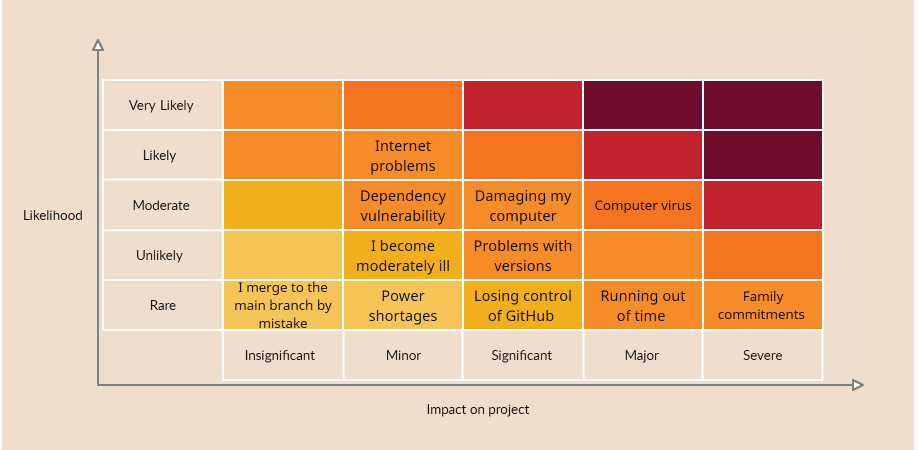 Very Likely
Likely
Internet
problems
Likelihood
Moderate
Dependency
vulnerability
Damaging my
computer
Computer virus
Unlikely
I become
moderately ill
Problems with
versions
Rare
I merge to the
main branch by
mistake
Power
shortages
Losing control
of GitHub
Running out
of time
Family
commitments
Insignificant
Minor
Significant
Major
Severe
Impact on project